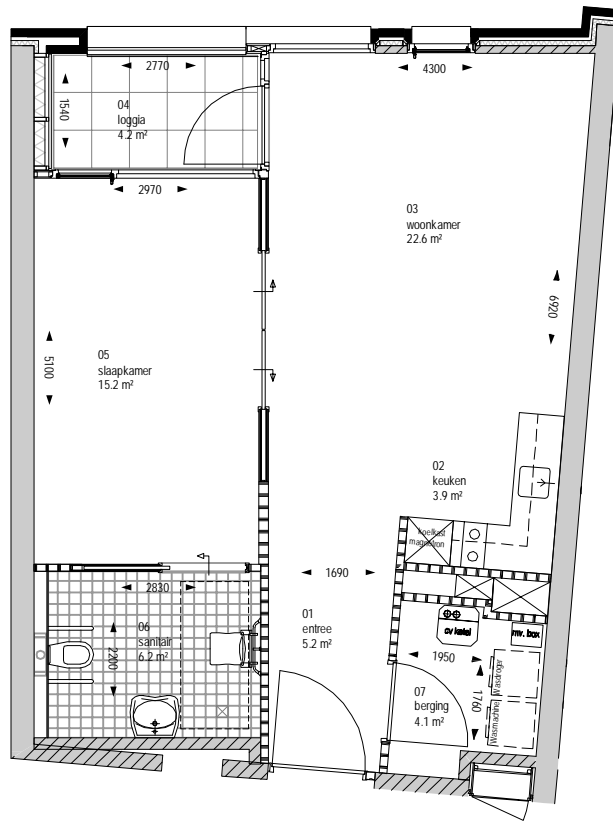 2770
4300
1540
04
loggia
4.2 m²
2970
03
woonkamer
22.6 m²
6920
5100
05
slaapkamer
15.2 m²
02
keuken
3.9 m²
koelkast
magnetron
1690
2830
01
entree
5.2 m²
06
sanitair
6.2 m²
2200
cv ketel
mv. box
1950
Wasdroger
07
berging
4.1 m²
1760
Wasmachine